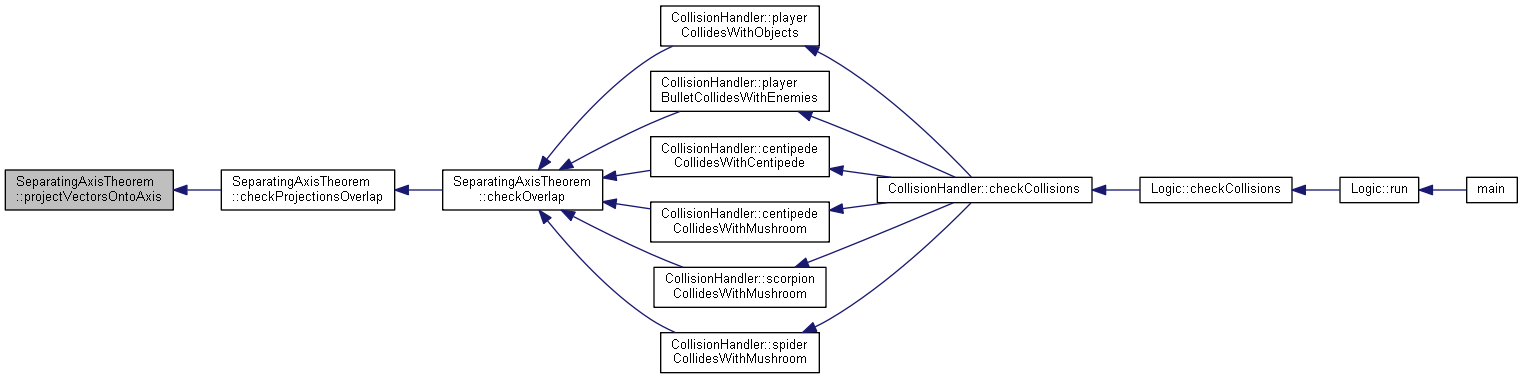 SeparatingAxisTheorem
::projectVectorsOntoAxis
SeparatingAxisTheorem
::checkProjectionsOverlap
SeparatingAxisTheorem
::checkOverlap
CollisionHandler::player
CollidesWithObjects
CollisionHandler::player
BulletCollidesWithEnemies
CollisionHandler::centipede
CollidesWithCentipede
CollisionHandler::centipede
CollidesWithMushroom
CollisionHandler::scorpion
CollidesWithMushroom
CollisionHandler::spider
CollidesWithMushroom
CollisionHandler::checkCollisions
Logic::checkCollisions
Logic::run
main